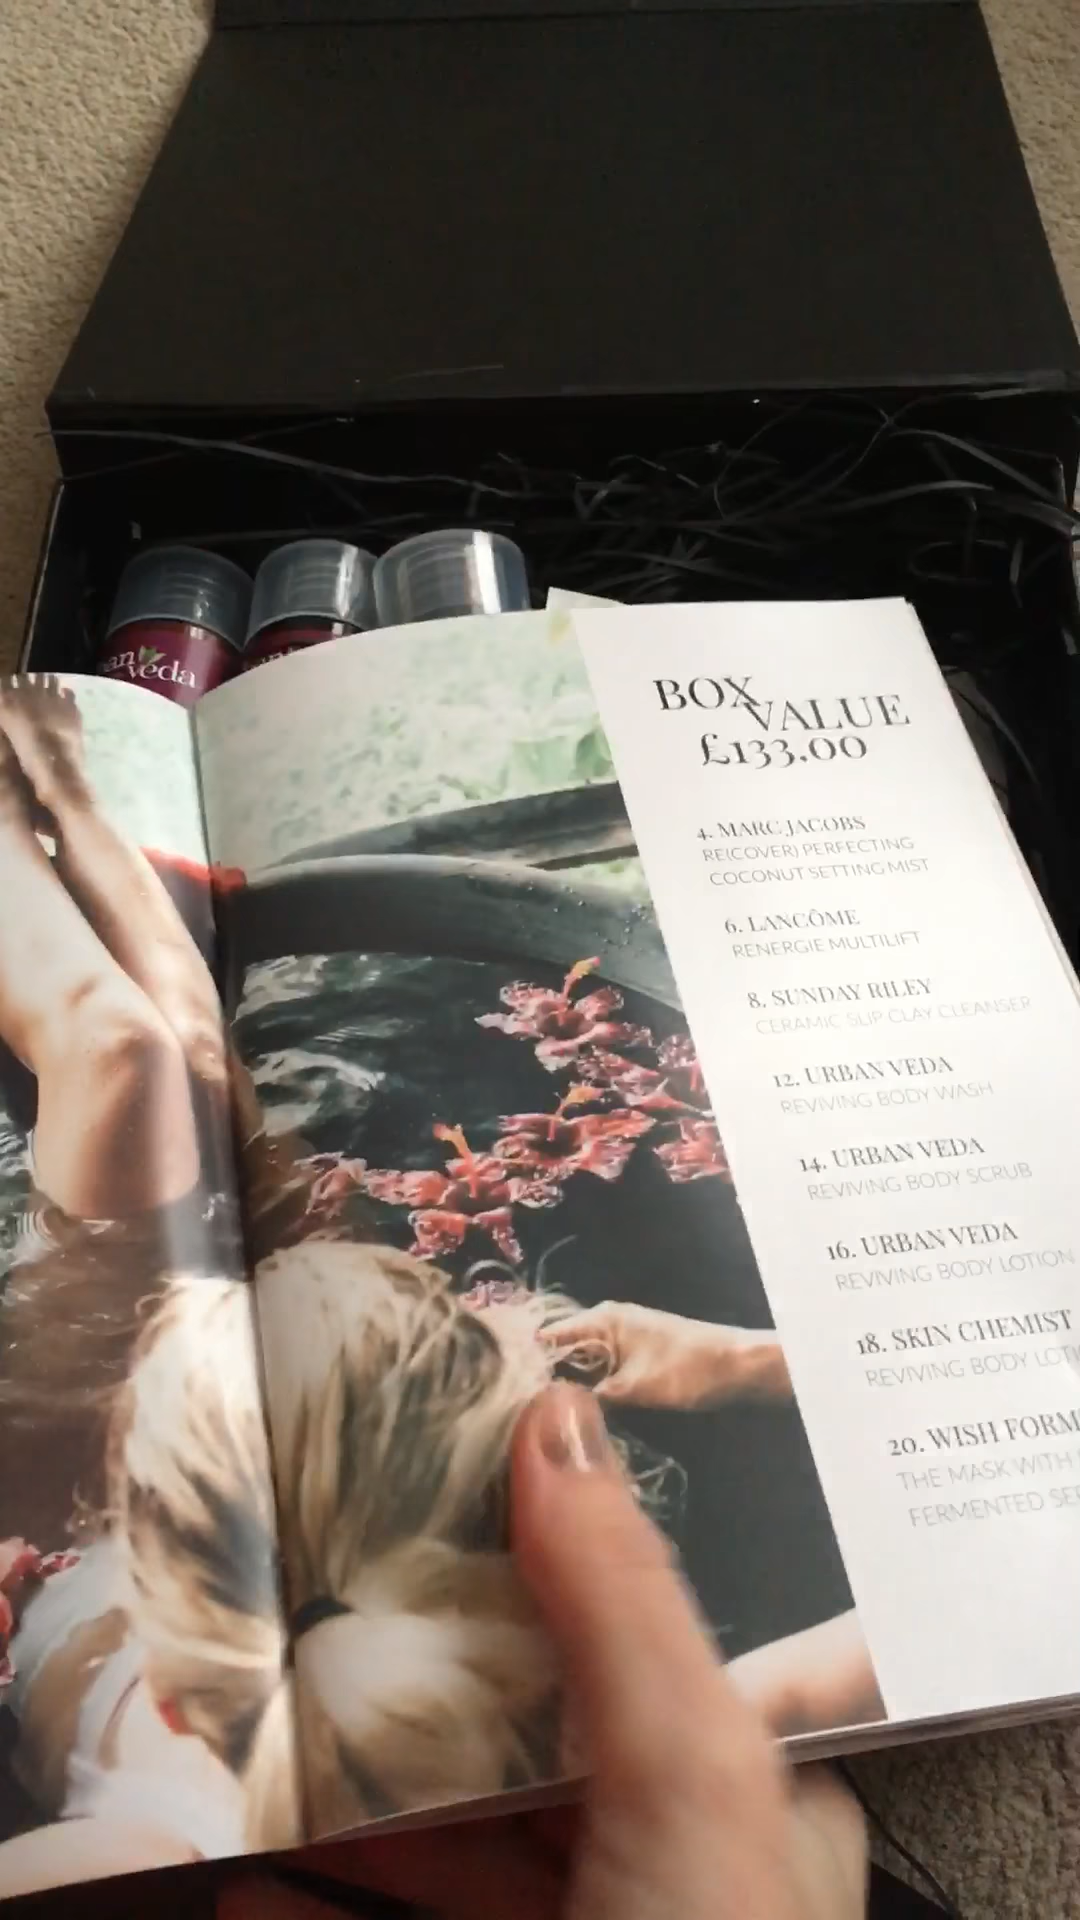 veda
BOX
VALUE
£133.00
4. MARC JACOBS
RE(COVER) PERFECTING
COCONUT SETTING MIST
6. LANCÔME
RENERGIE MULTILIFT
8. SUNDAY RILEY
CERAMIC SLIP CLAY CLEANSER
12. URBAN VEDA
REVIVING BODY WASH
14. URBAN VEDA
REVIVING BODY SCRUB
16. URBAN VEDA
REVIVING BODY LOTION
18. SKIN CHEMIST
REVIVING BODY
20. WISH
THE MASK WITH
FERMENTED